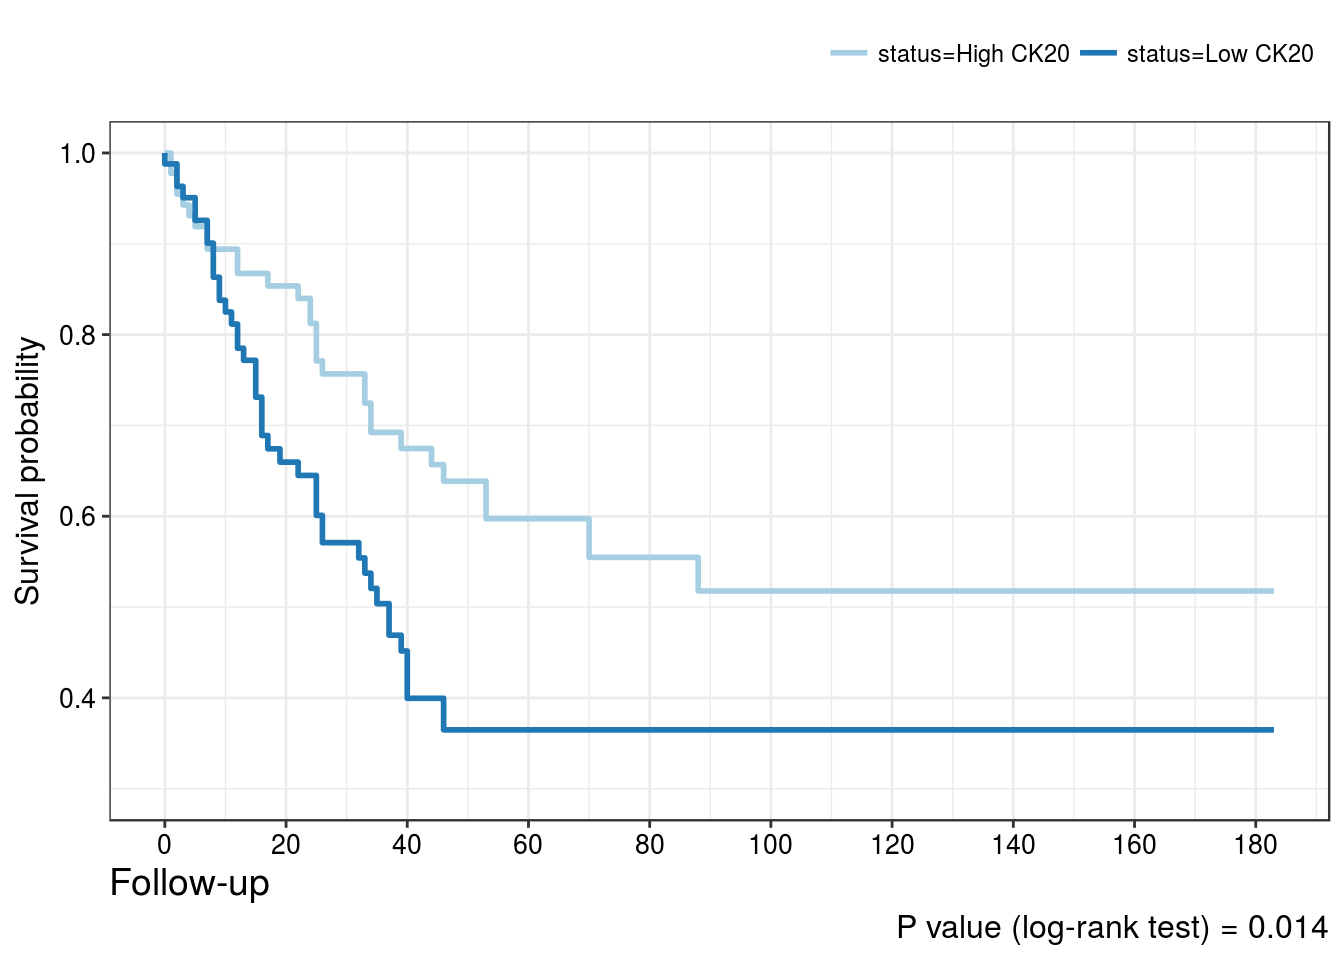 status=High CK20 status=Low CK20
1.0
0.8
0.6
0.4
Survival probability
0 20 40 60 80 100 120 140 160 180
Follow-up
P value (log-rank test) = 0.014